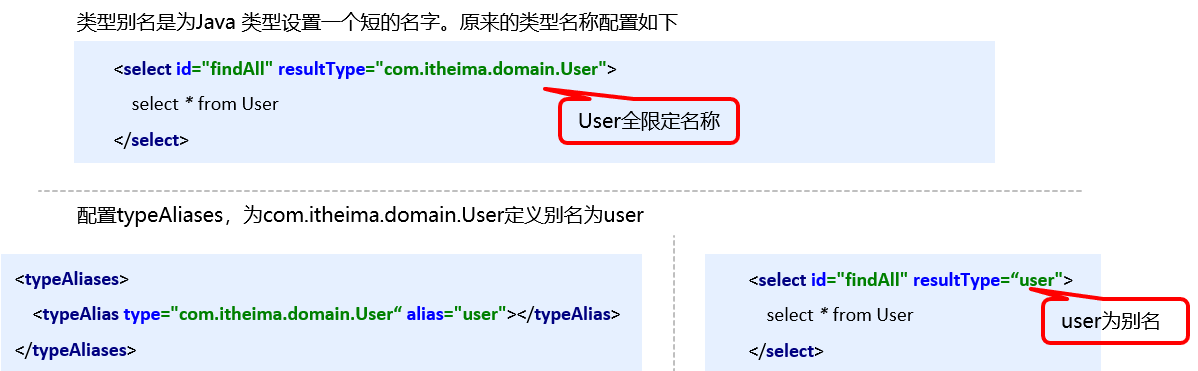 类型别名是为Java 类型设置一个短的名字。原来的类型名称配置如下
<select id="findAll" resultType="com.itheima.domain.User">
select * from User
</select>
User全限定名称
配置typeAliases，为com.itheima.domain.User定义别名为user
<typeAliases>
<typeAlias type="com.itheima.domain.User“ alias="user"></typeAlias>
</typeAliases>
<select id="findAll" resultType=“user">
select * from User
</select>
user为别名